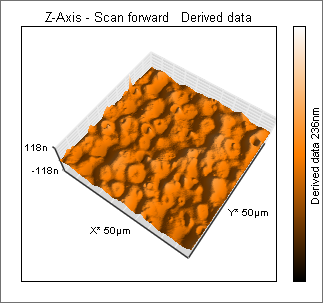 Z-Axis - Scan forward   Derived data
118n
-118n
X* 50µm
Y* 50µm
Derived data 236nm